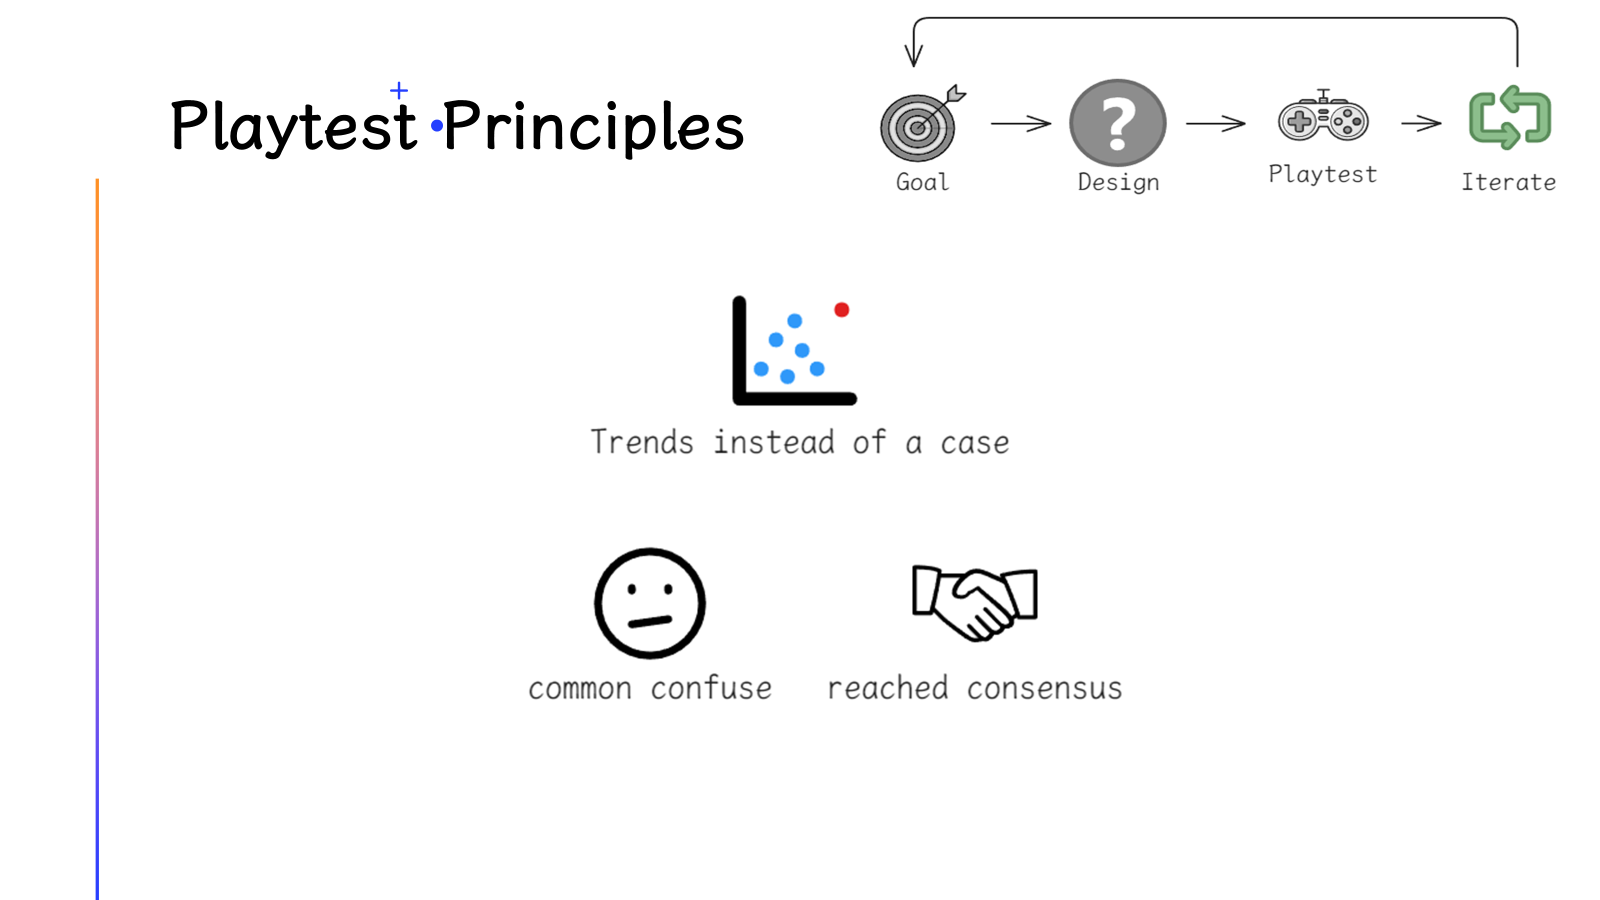 Playtest Principles
Goal
Design
Playtest
Iterate
Trends instead of a case
common confuse
reached consensus